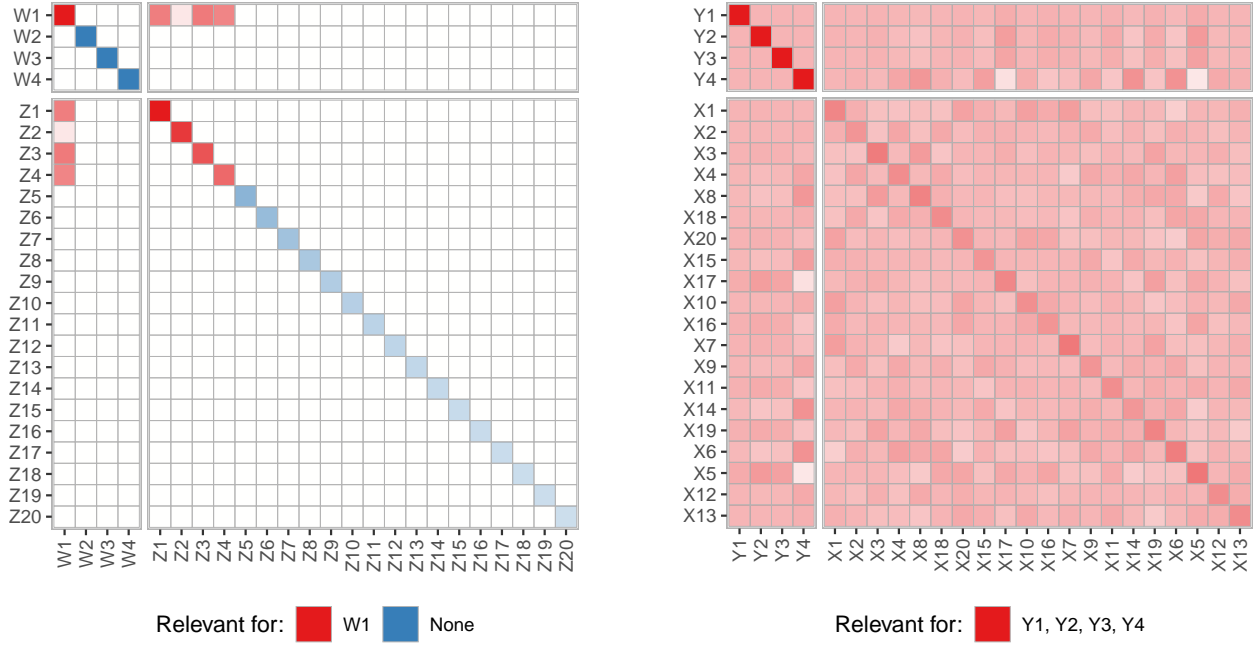 W1
W2
W3
W4
Z1
Z2
Z3
Z4
Z5
Z6
Z7
Z8
Z9
Z10
Z11
Z12
Z13
Z14
Z15
Z16
Z17
Z18
Z19
Z20
W1 W2 W3 W4 Z1 Z2 Z3 Z4 Z5 Z6 Z7 Z8 Z9 Z10 Z11 Z12 Z13 Z14 Z15 Z16 Z17 Z18 Z19 Z20
Relevant for: W1 None
Y1
Y2
Y3
Y4
X1
X2
X3
X4
X8
X18
X20
X15
X17
X10
X16
X7
X9
X11
X14
X19
X6
X5
X12
X13
Y1 Y2 Y3 Y4 X1 X2 X3 X4 X8 X18 X20 X15 X17 X10 X16 X7 X9 X11 X14 X19 X6 X5 X12 X13
Relevant for: Y1, Y2, Y3, Y4